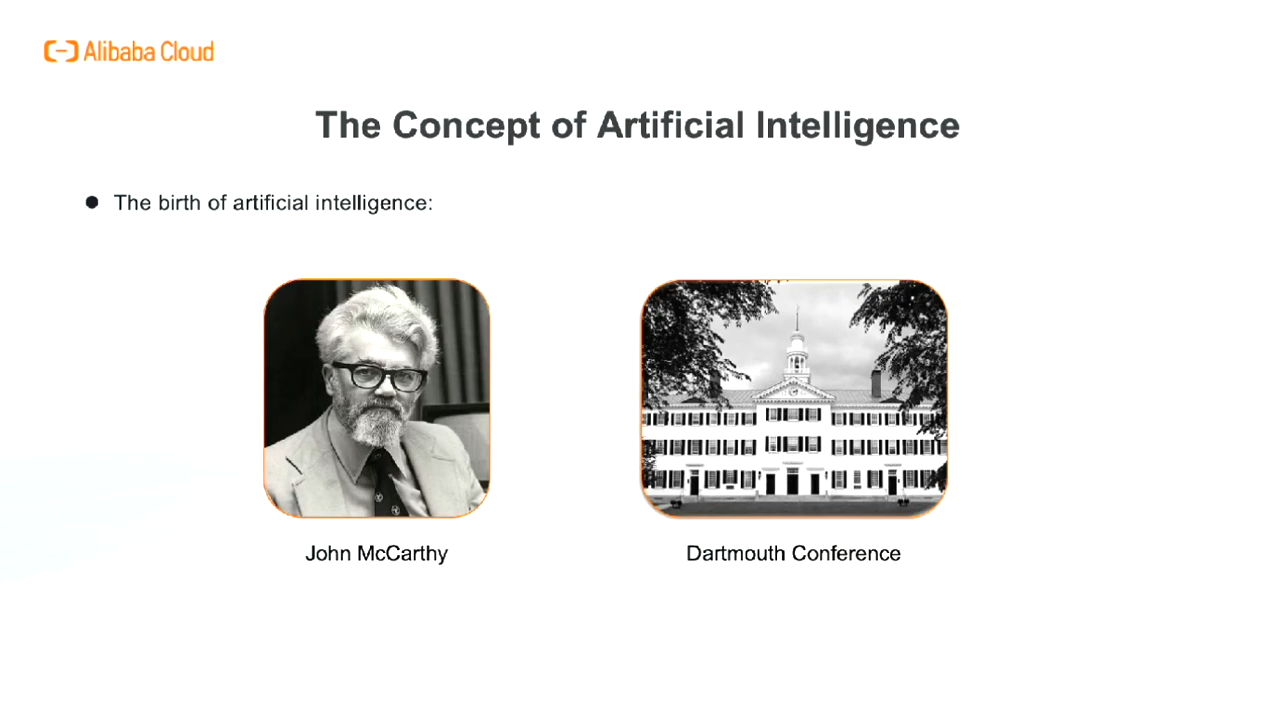 Alibaba Cloud
The Concept of Artificial Intelligence
The birth of artificial intelligence:
John McCarthy
Dartmouth Conference